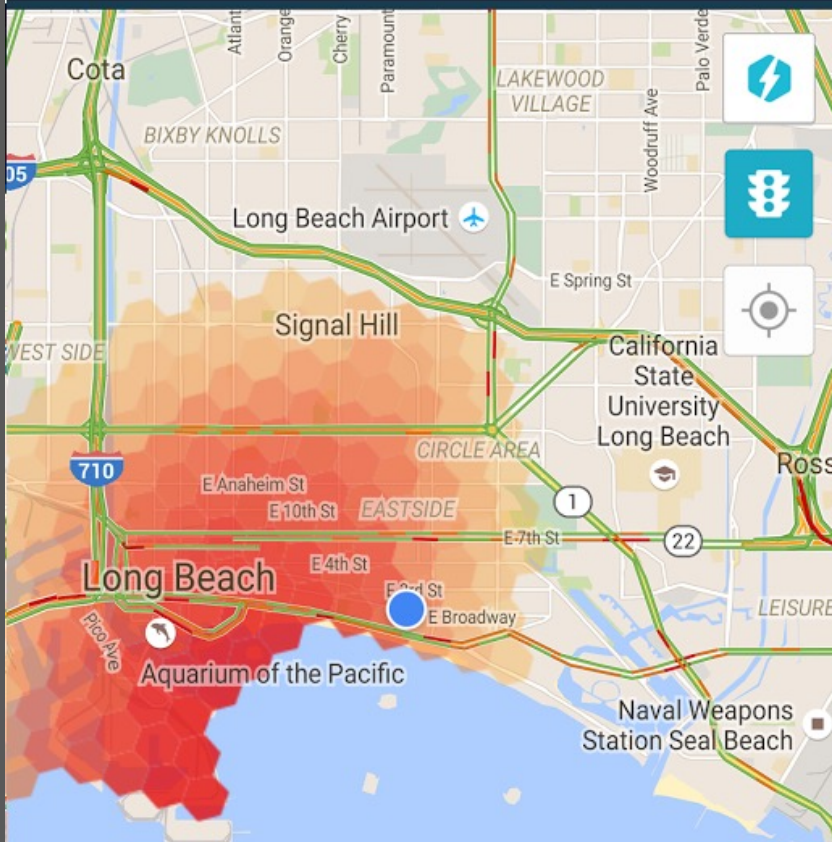 Atlant
Orange
Cherry
Paramount
Palo Verde
Cota
LAKEWOOD
VILLAGE
BIXBY KNOLLS
Woodruff Ave
05
Long Beach Airport
E Spring St
Signal Hill
WEST SIDE
California
State
University
Long Beach
CIRCLE AREA
Ross
710
E Anaheim St
1
E 10th St
EASTSIDE
E 7th St
22
E 4th St
Long Beach
E 3rd St
E Broadway
LEISURE
Pico Ave
Aquarium of the Pacific
Naval Weapons
Station Seal Beach